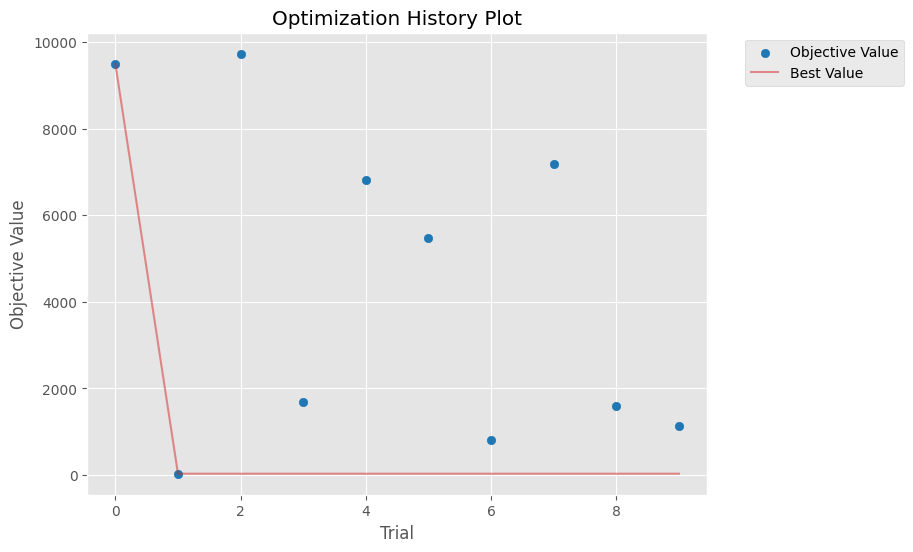 Optimization History Plot
Objective Value
Best Value
10000
8000
6000
4000
2000
0
Objective Value
0 2 4 6 8
Trial